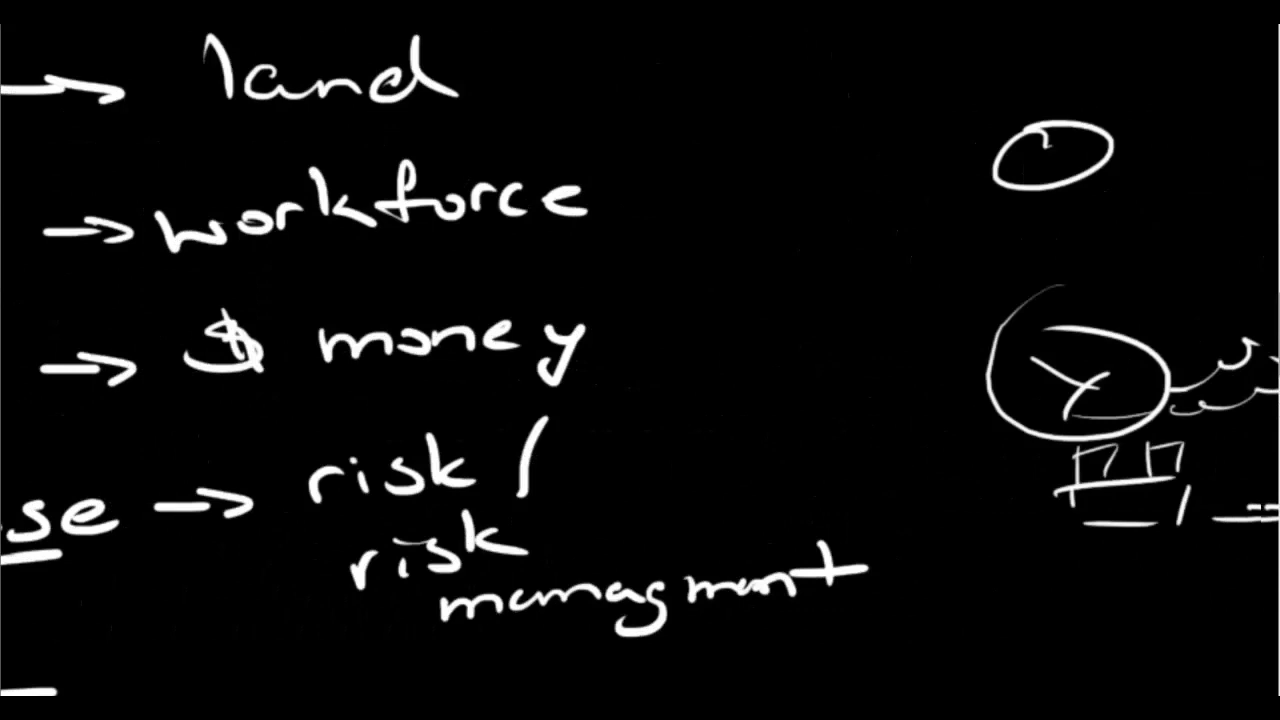 → land
→ workforce
→ $ money
se → risk /
risk
managment